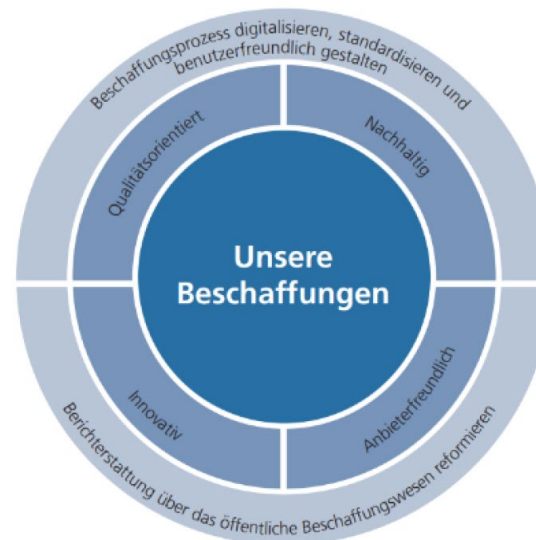 Beschaffungsprozess digitalisieren, standardisieren und
benutzerfreundlich gestalten
Qualitätsorientiert
Nachhaltig
Unsere
Beschaffungen
Innovativ
Anbieterfreundlich
Berichterstattung über das öffentliche Beschaffungswesen reformieren